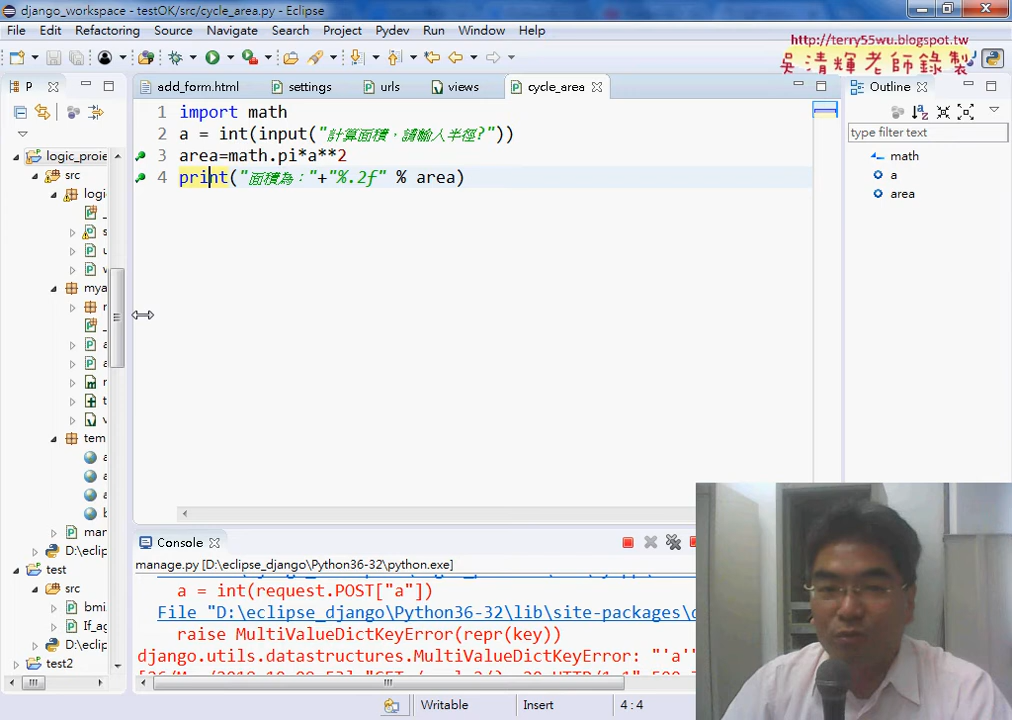 django_workspace - testOK/src/cycle_area.py - Eclipse
File Edit Refactoring Source Navigate Search Project Pydev Run Window Help
http://terry55wu.blogspot.tw
吳清輝老師錄製
P
add_form.html settings urls views cycle_area
Outline
type filter text
math
a
area
1 import math
2 a = int(input("計算面積，請輸入半徑?"))
3 area=math.pi*a**2
4 print("面積為："+"%.2f" % area)
logic_proje
src
logi
_
s
u
v
mya
_
a
a
t
v
tem
a
a
a
b
man
D:\eclip
test
src
bmi
If_ag
D:\eclip
test2
Console
manage.py [D:\eclipse_django\Python36-32\python.exe]
a = int(request.POST["a"])
File "D:\eclipse_django\Python36-32\lib\site-packages\
raise MultiValueDictKeyError(repr(key))
django.utils.datastructures.MultiValueDictKeyError: "'a'"
Writable Insert 4 : 4